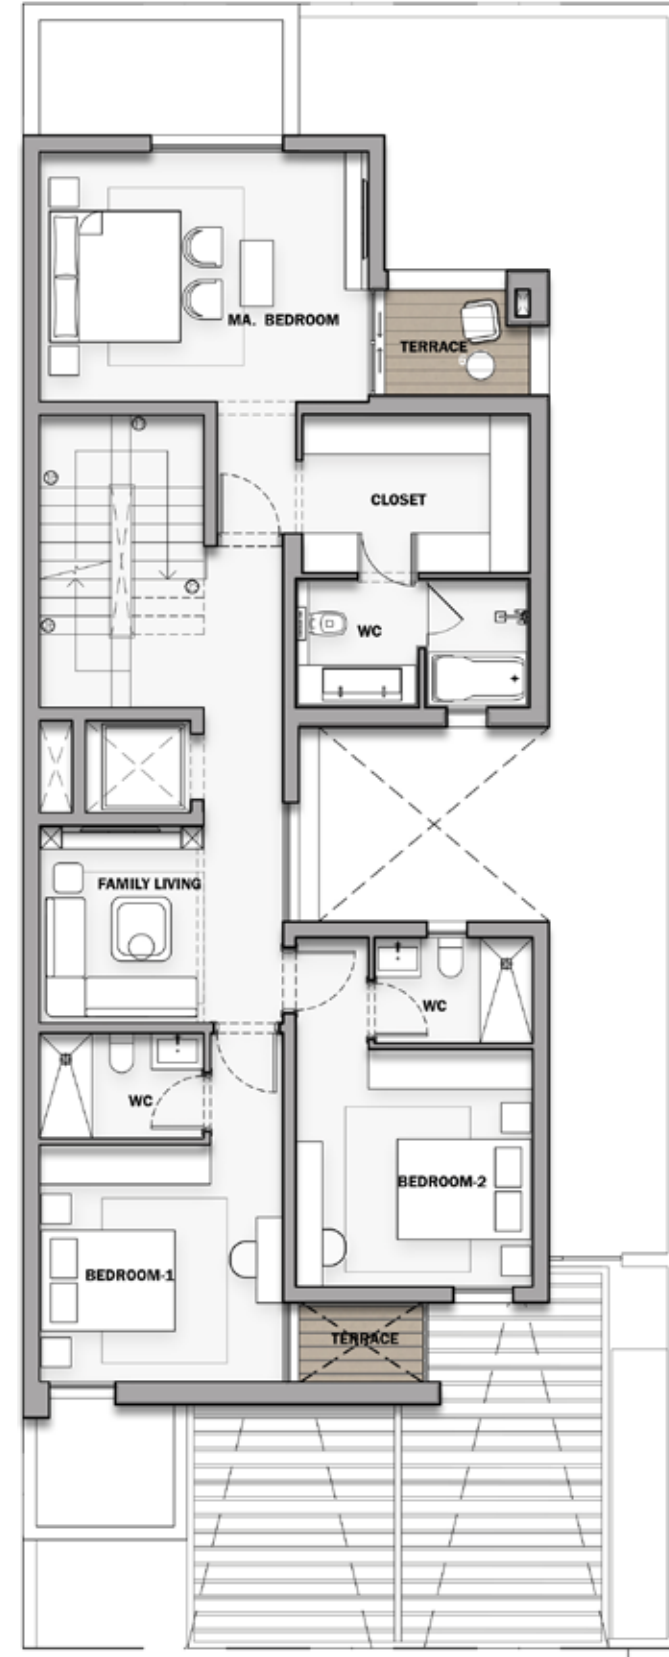 MA. BEDROOM
TERRACE
CLOSET
WC
FAMILY LIVING
WC
WC
BEDROOM-2
BEDROOM-1
TERRACE